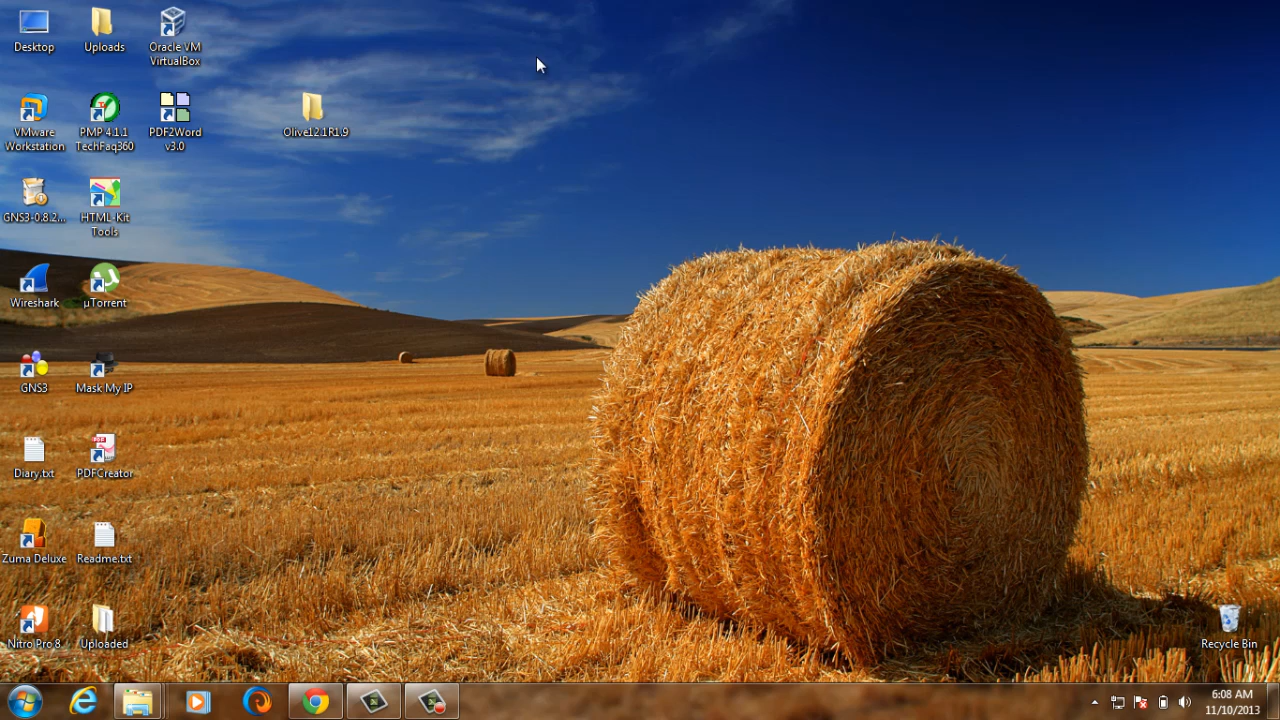 Desktop
Uploads
Oracle VM
VirtualBox
VMware
Workstation
PMP 4.1.1
TechFaq360
PDF2Word
v3.0
Olive12.1R1.9
GNS3-0.8.2...
HTML-Kit
Tools
Wireshark
µTorrent
GNS3
Mask My IP
Diary.txt
PDFCreator
Zuma Deluxe
Readme.txt
Nitro Pro 8
Uploaded
Recycle Bin
6:08 AM
11/10/2013